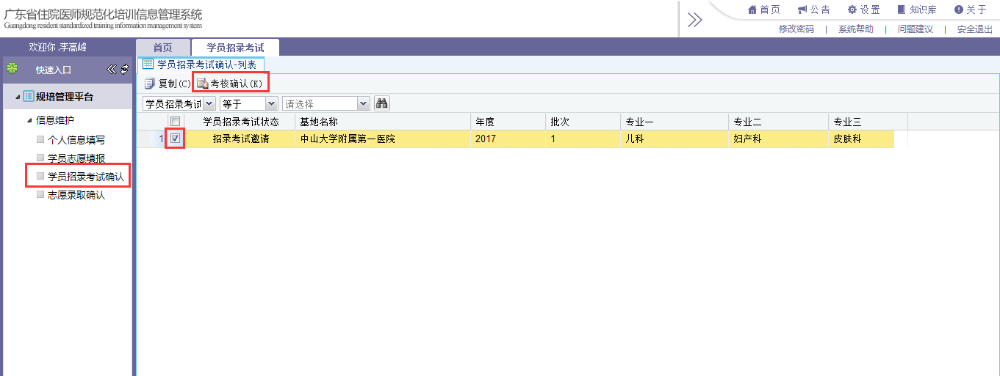 广东省住院医师规范化培训信息管理系统
Guangdong resident standardized training information management system
首页 公告 设置 知识库 关于
修改密码 | 系统帮助 | 问题建议 | 安全退出
欢迎你 ,李高峰
首页 学员招录考试
快速入口
学员招录考试确认-列表
复制(C) 考核确认(K)
规培管理平台
学员招录考试 等于 请选择
信息维护
学员招录考试状态 基地名称 年度 批次 专业一 专业二 专业三
1 招录考试邀请 中山大学附属第一医院 2017 1 儿科 妇产科 皮肤科
个人信息填写
学员志愿填报
学员招录考试确认
志愿录取确认